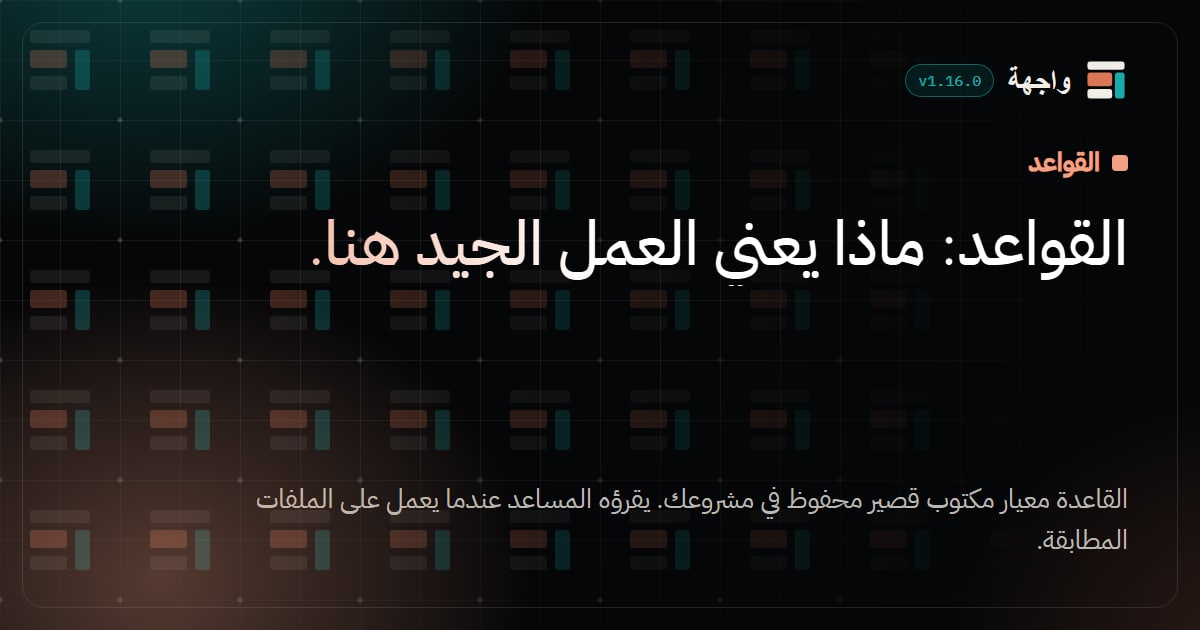 واجهة
v1.16.0
القواعد
القواعد: ماذا يعني العمل الجيد هنا.
القاعدة معيار مكتوب قصير محفوظ في مشروعك. يقرؤه المساعد عندما يعمل على الملفات
المطابقة.